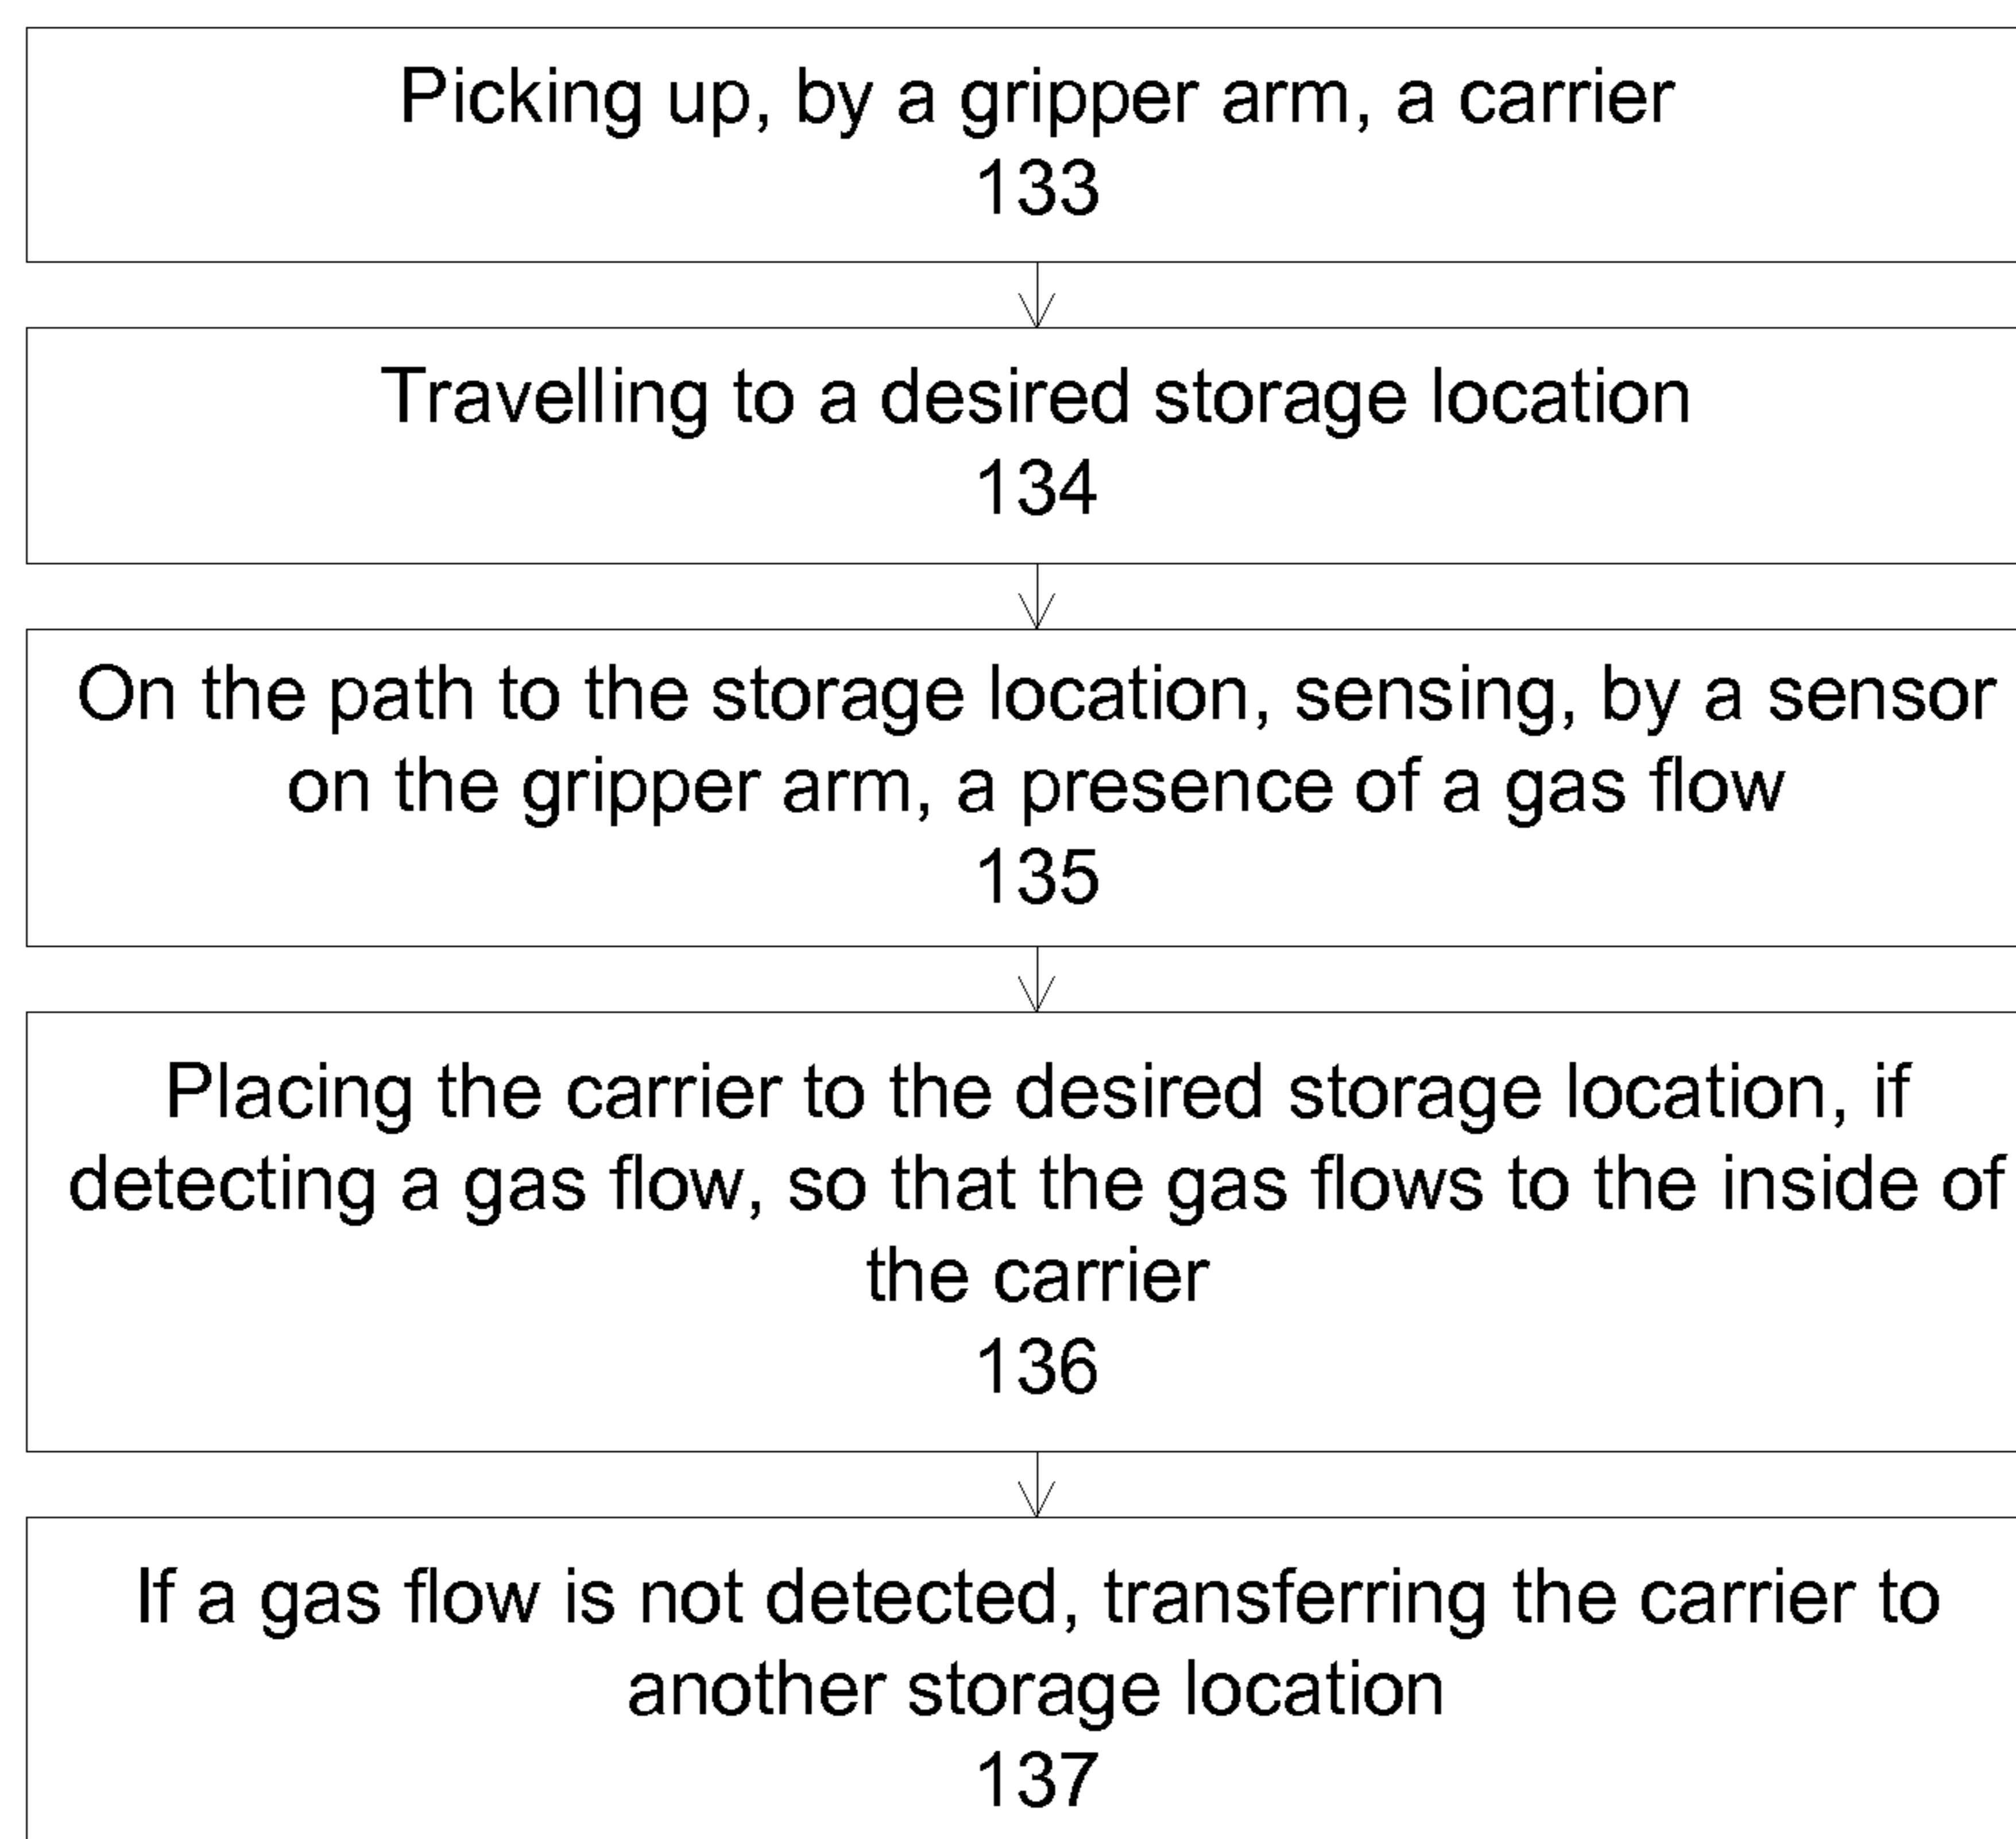 Picking up, by a gripper arm, a carrier
133
Travelling to a desired storage location
134
On the path to the storage location, sensing, by a sensor
on the gripper arm, a presence of a gas flow
135
Placing the carrier to the desired storage location, if
detecting a gas flow, so that the gas flows to the inside of
the carrier
136
If a gas flow is not detected, transferring the carrier to
another storage location
137